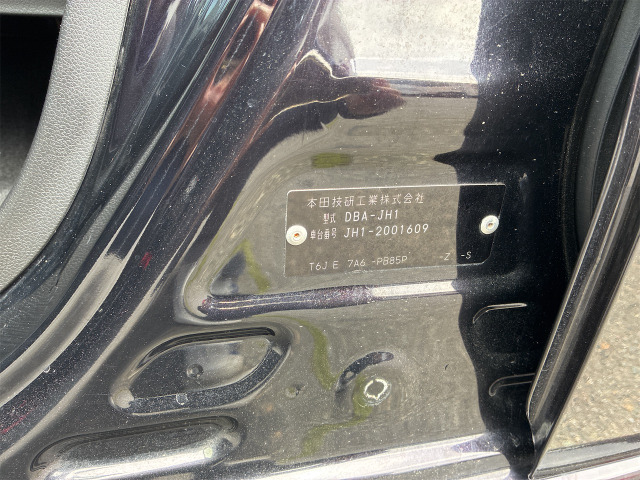 本田技研工業株式会社
型式 DBA-JH1
車台番号 JH1-2001609
T6J E 7A6 -PB85P -Z -S